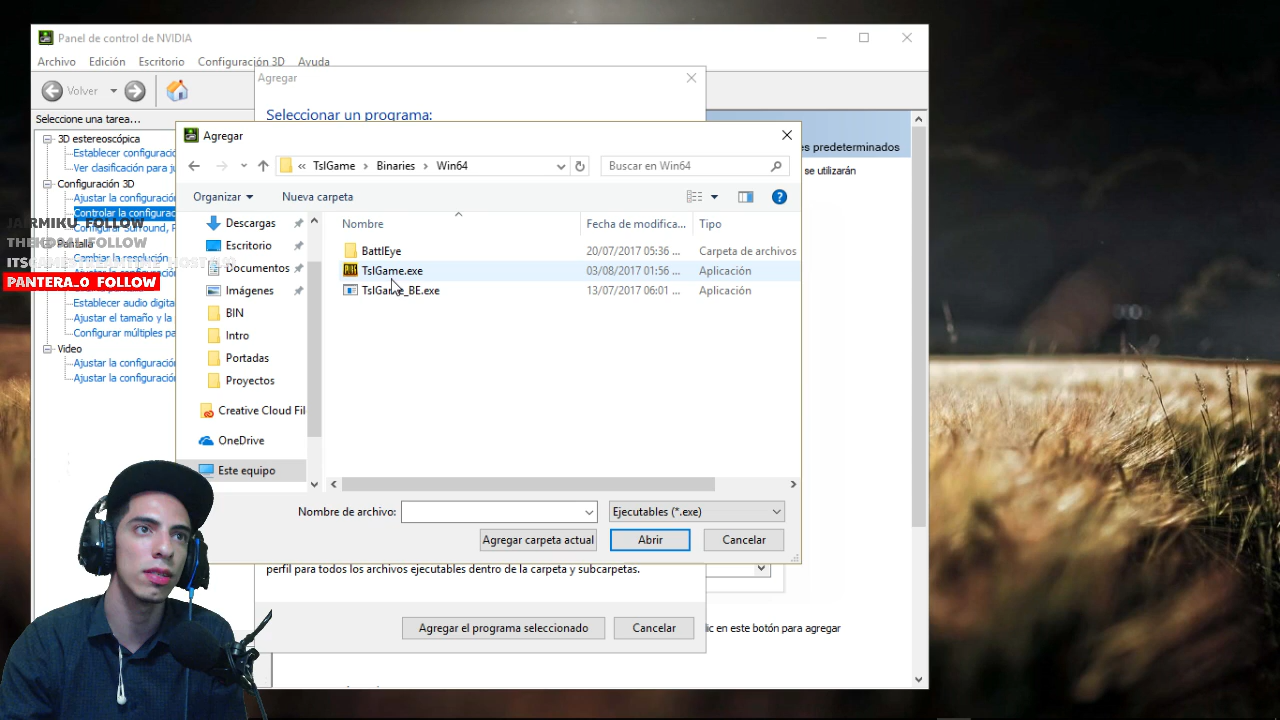 Panel de control de NVIDIA
Archivo Edición Escritorio Configuración 3D Ayuda
Volver
Agregar
Seleccione una tarea...
Seleccionar un programa:
3D estereoscópica
Establecer configuració
Ver clasificación para ju
Configuración 3D
Ajustar la configuración
Controlar la configurac
Configurar Surround, P
Pantalla
Cambiar la resolución
JAIRMIKU_FOLLOW
PANTERA_O FOLLOW
Establecer audio digita
Ajustar el tamaño y la
Configurar múltiples pa
Video
Ajustar la configuración
Ajustar la configuración
es predeterminados
se utilizarán
Agregar
« TslGame › Binaries › Win64
Buscar en Win64
Organizar
Nueva carpeta
Descargas
Escritorio
Documentos
Imágenes
BIN
Intro
Portadas
Proyectos
Creative Cloud Fil
OneDrive
Este equipo
Nombre Fecha de modifica... Tipo
BattlEye 20/07/2017 05:36 ... Carpeta de archivos
TslGame.exe 03/08/2017 01:56 ... Aplicación
TslGame_BE.exe 13/07/2017 06:01 ... Aplicación
Nombre de archivo:
Ejecutables (*.exe)
Agregar carpeta actual
Abrir
Cancelar
perfil para todos los archivos ejecutables dentro de la carpeta y subcarpetas.
Agregar el programa seleccionado
Cancelar
lic en este botón para agregar